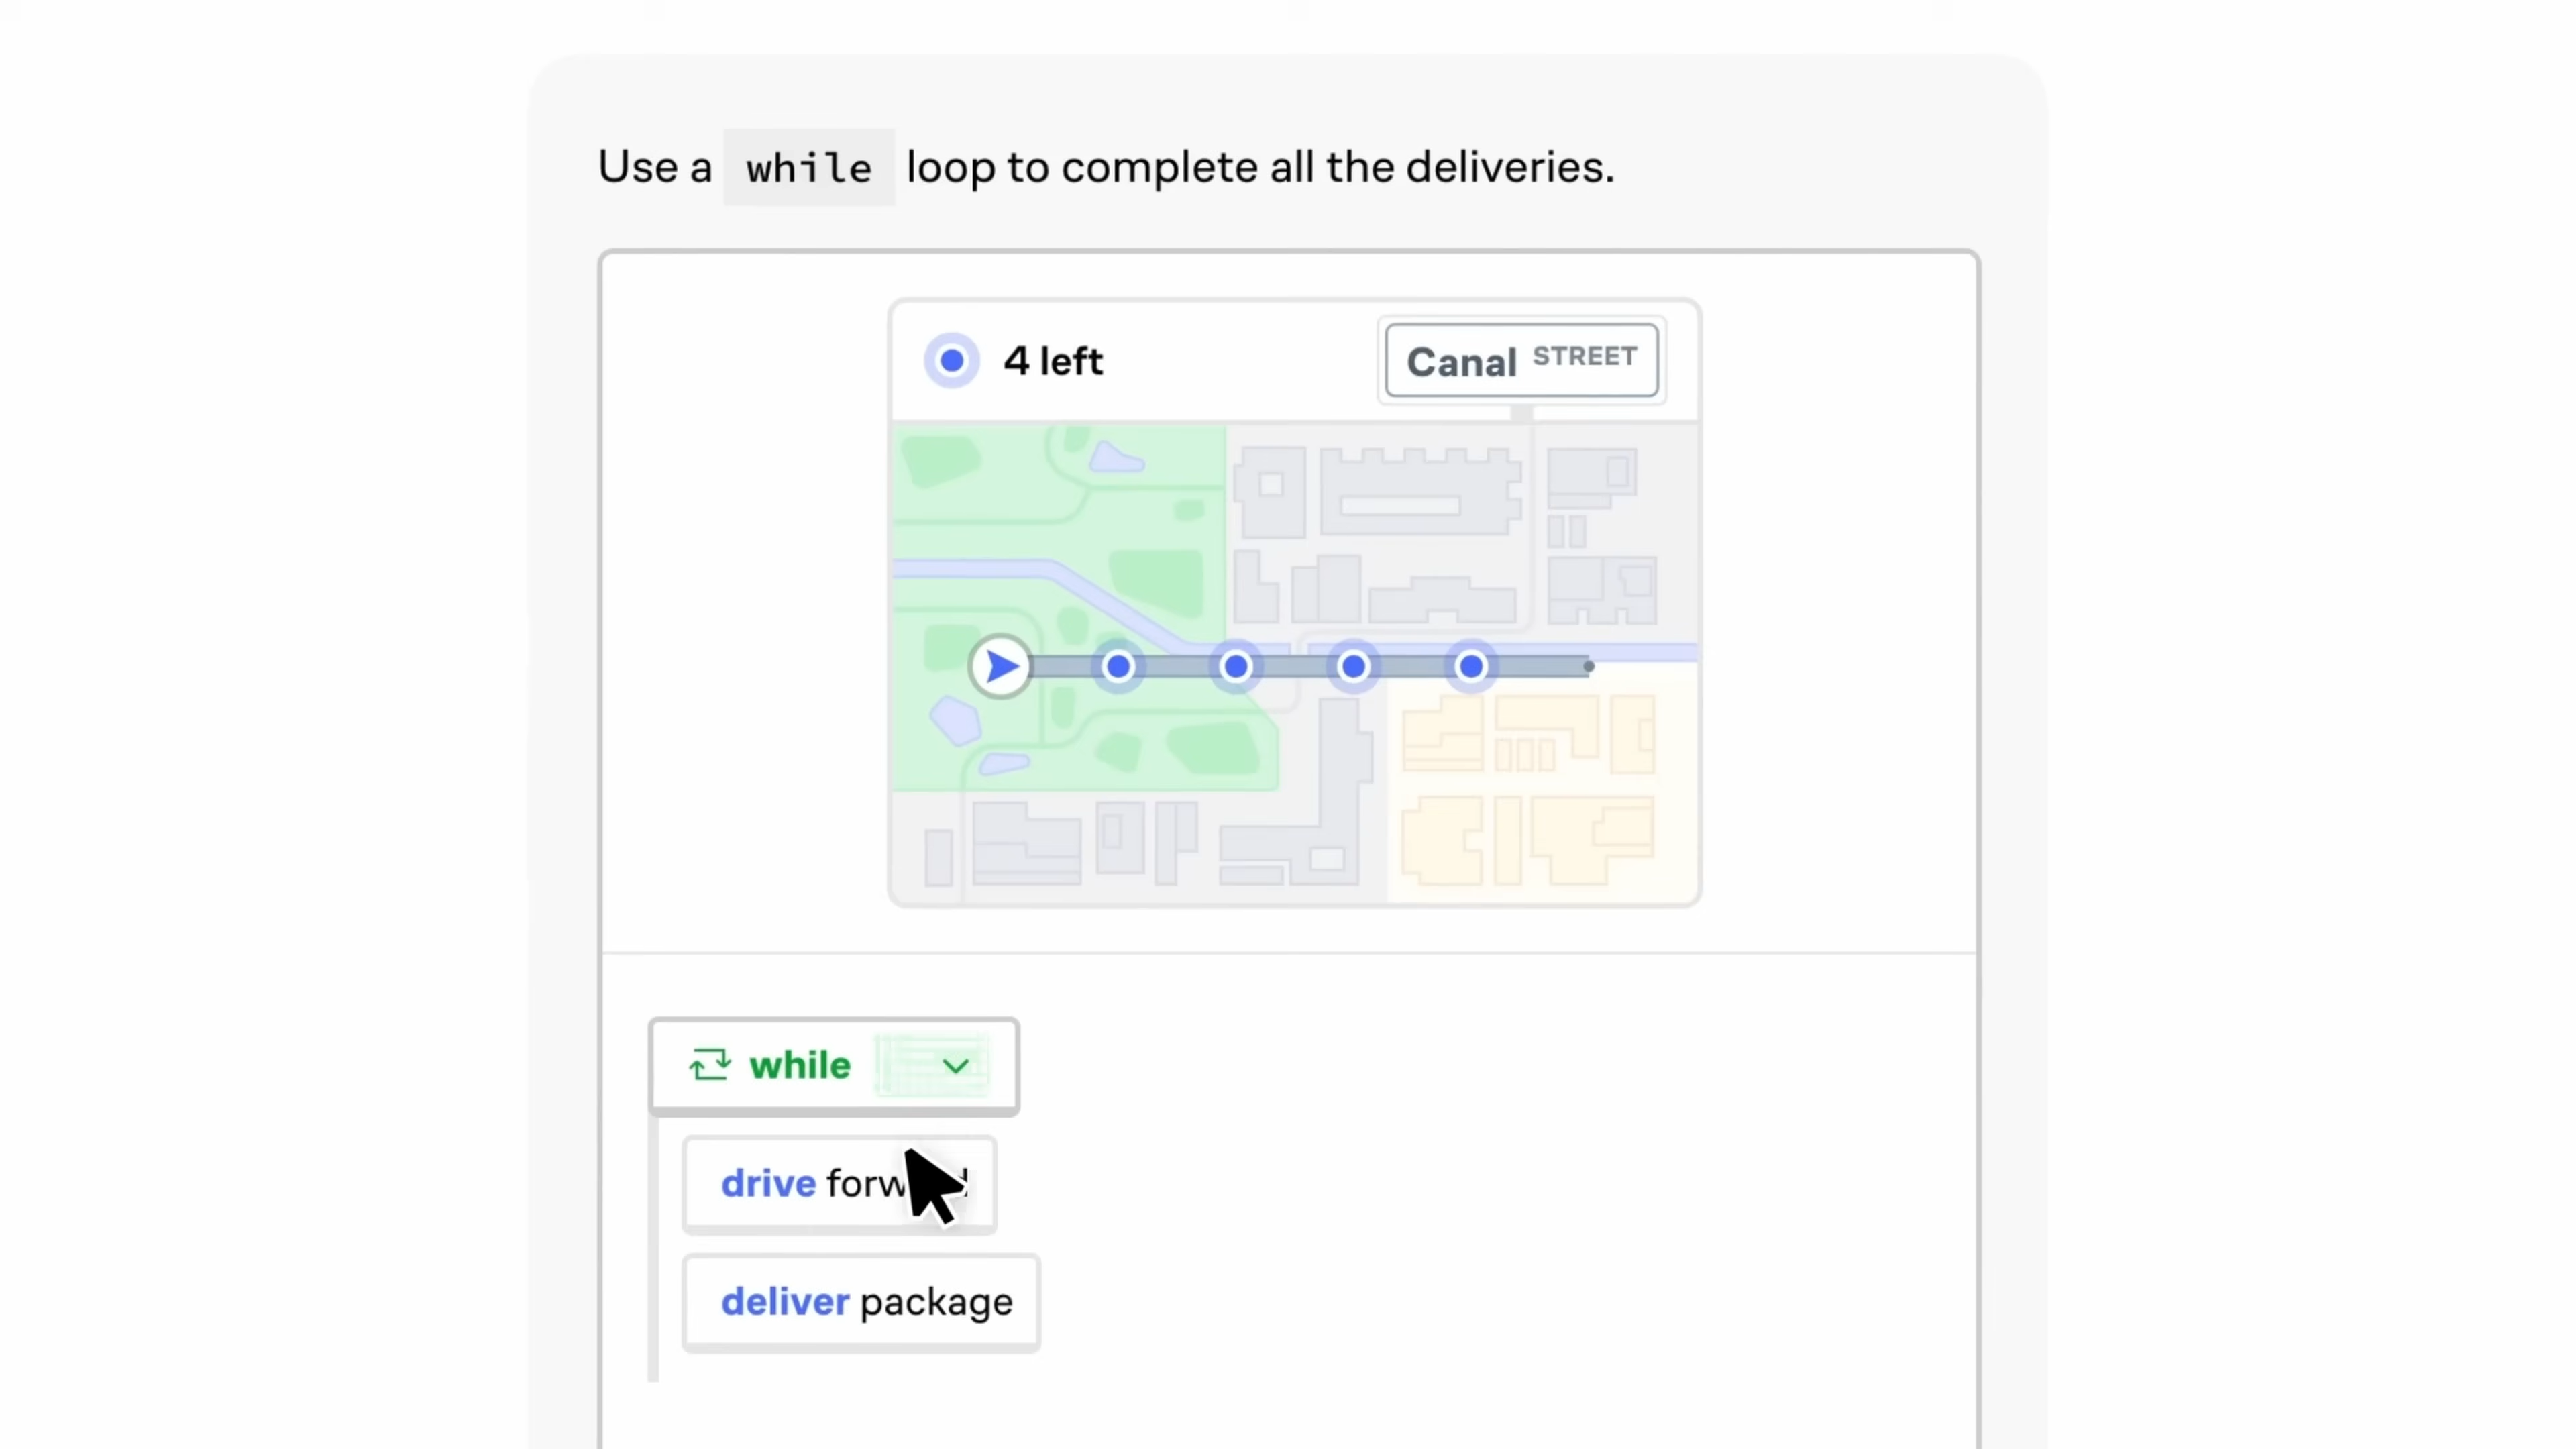 Use a while loop to complete all the deliveries.
4 left
Canal STREET
while
drive
deliver package